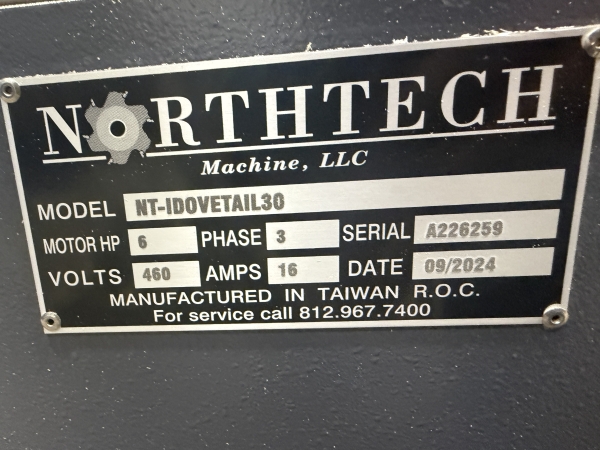 NORTHTECH
Machine, LLC
MODEL NT-IDOVETAIL30
MOTOR HP 6 PHASE 3 SERIAL A226259
VOLTS 460 AMPS 16 DATE 09/2024
MANUFACTURED IN TAIWAN R.O.C.
For service call 812.967.7400